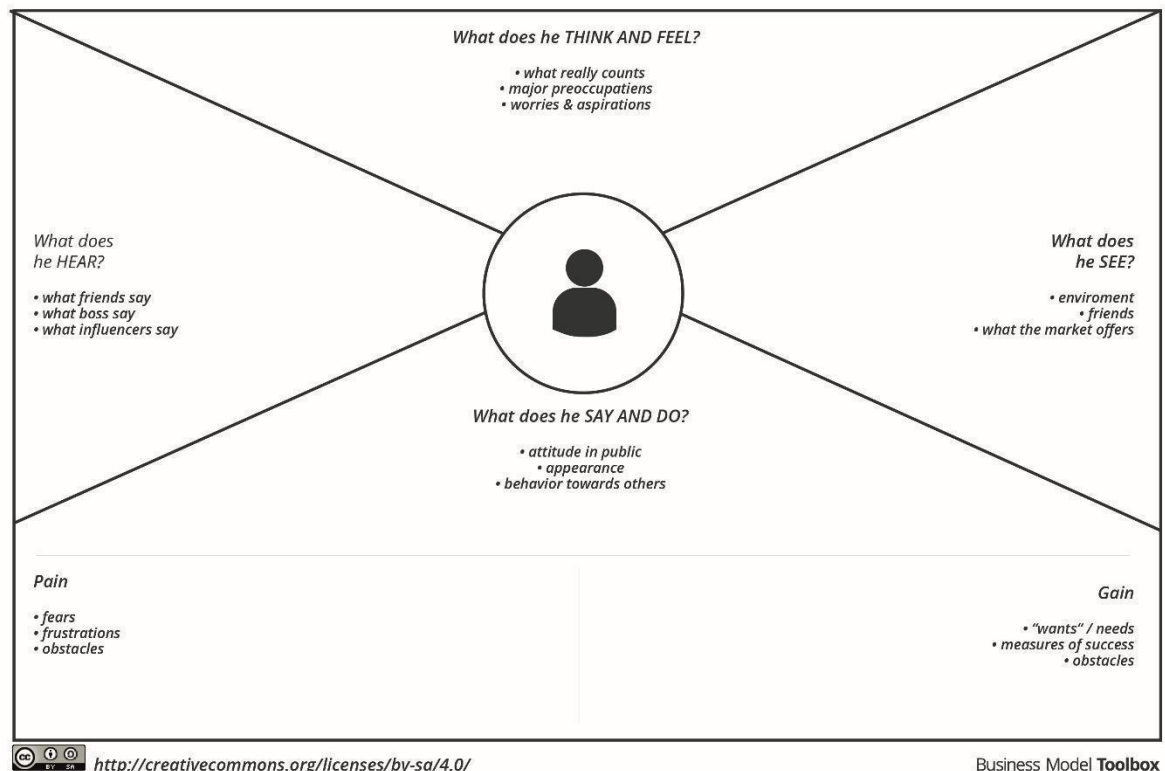 What does he THINK AND FEEL?
• what really counts
• major preoccupatiens
• worries & aspirations
What does
he HEAR?
• what friends say
• what boss say
• what influencers say
What does
he SEE?
• enviroment
• friends
• what the market offers
What does he SAY AND DO?
• attitude in public
• appearance
• behavior towards others
Pain
• fears
• frustrations
• obstacles
Gain
• “wants” / needs
• measures of success
• obstacles
cc BY SA
http://creativecommons.org/licenses/by-sa/4.0/
Business Model Toolbox